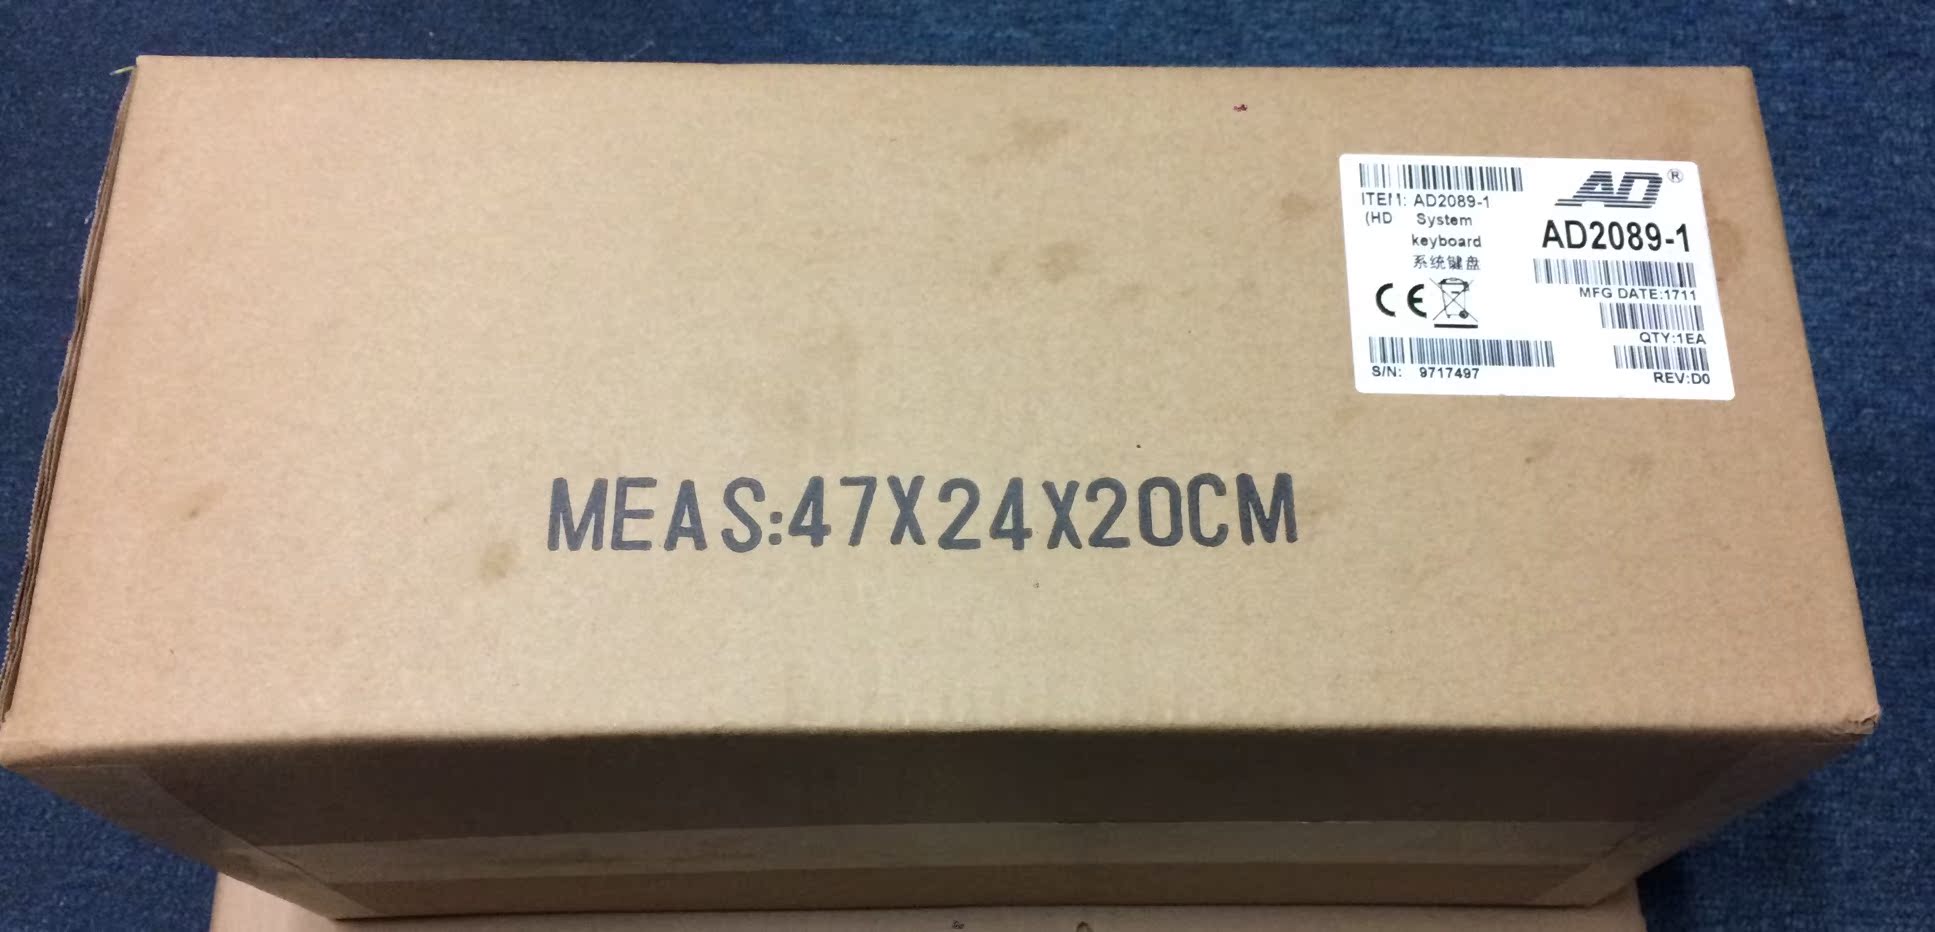 ITEM: AD2089-1
(HD System
keyboard
系统键盘
CE
S/N: 9717497
AD®
AD2089-1
MFG DATE:1711
QTY:1EA
REV:D0
MEAS:47X24X20CM